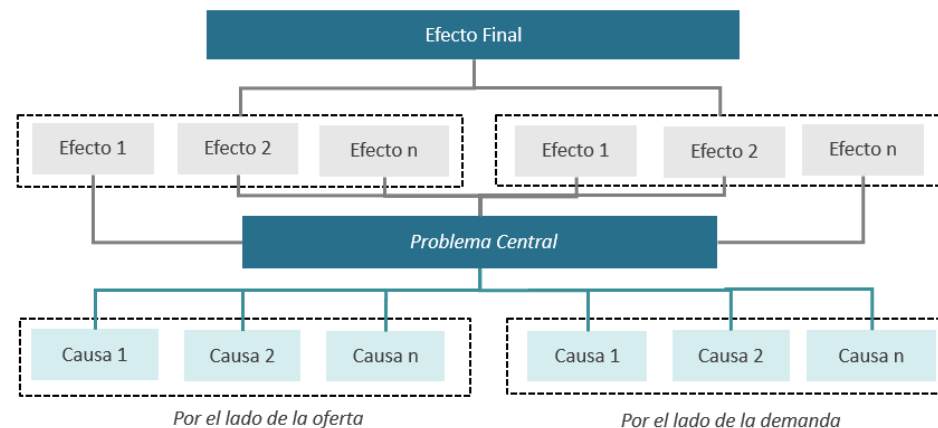 Efecto Final
Efecto 1
Efecto 2
Efecto n
Efecto 1
Efecto 2
Efecto n
Problema Central
Causa 1
Causa 2
Causa n
Causa 1
Causa 2
Causa n
Por el lado de la oferta
Por el lado de la demanda